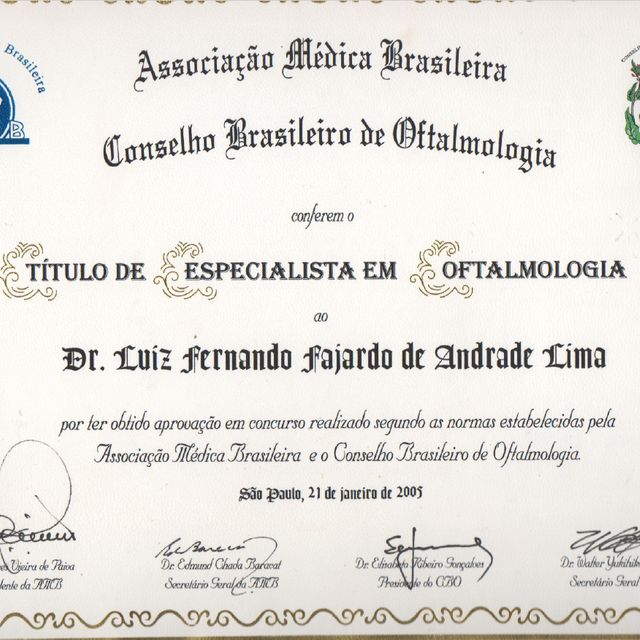 Brasileira
B
Associação Médica Brasileira
Conselho Brasileiro de Oftalmologia
conferem o
TÍTULO DE ESPECIALISTA EM OFTALMOLOGIA
ao
Dr. Luiz Fernando Fajardo de Andrade Lima
por ter obtido aprovação em concurso realizado segundo as normas estabelecidas pela
Associação Médica Brasileira e o Conselho Brasileiro de Oftalmologia.
São Paulo, 21 de janeiro de 2005
Vieira de Paiva
Dr. Edmund Chada Baracat
Dr. Elisabeto Ribeiro Gonçalves
Dr. Walter
dente da AMB
Secretário Geral da AMB
Presidente do CBO
Secretário Geral